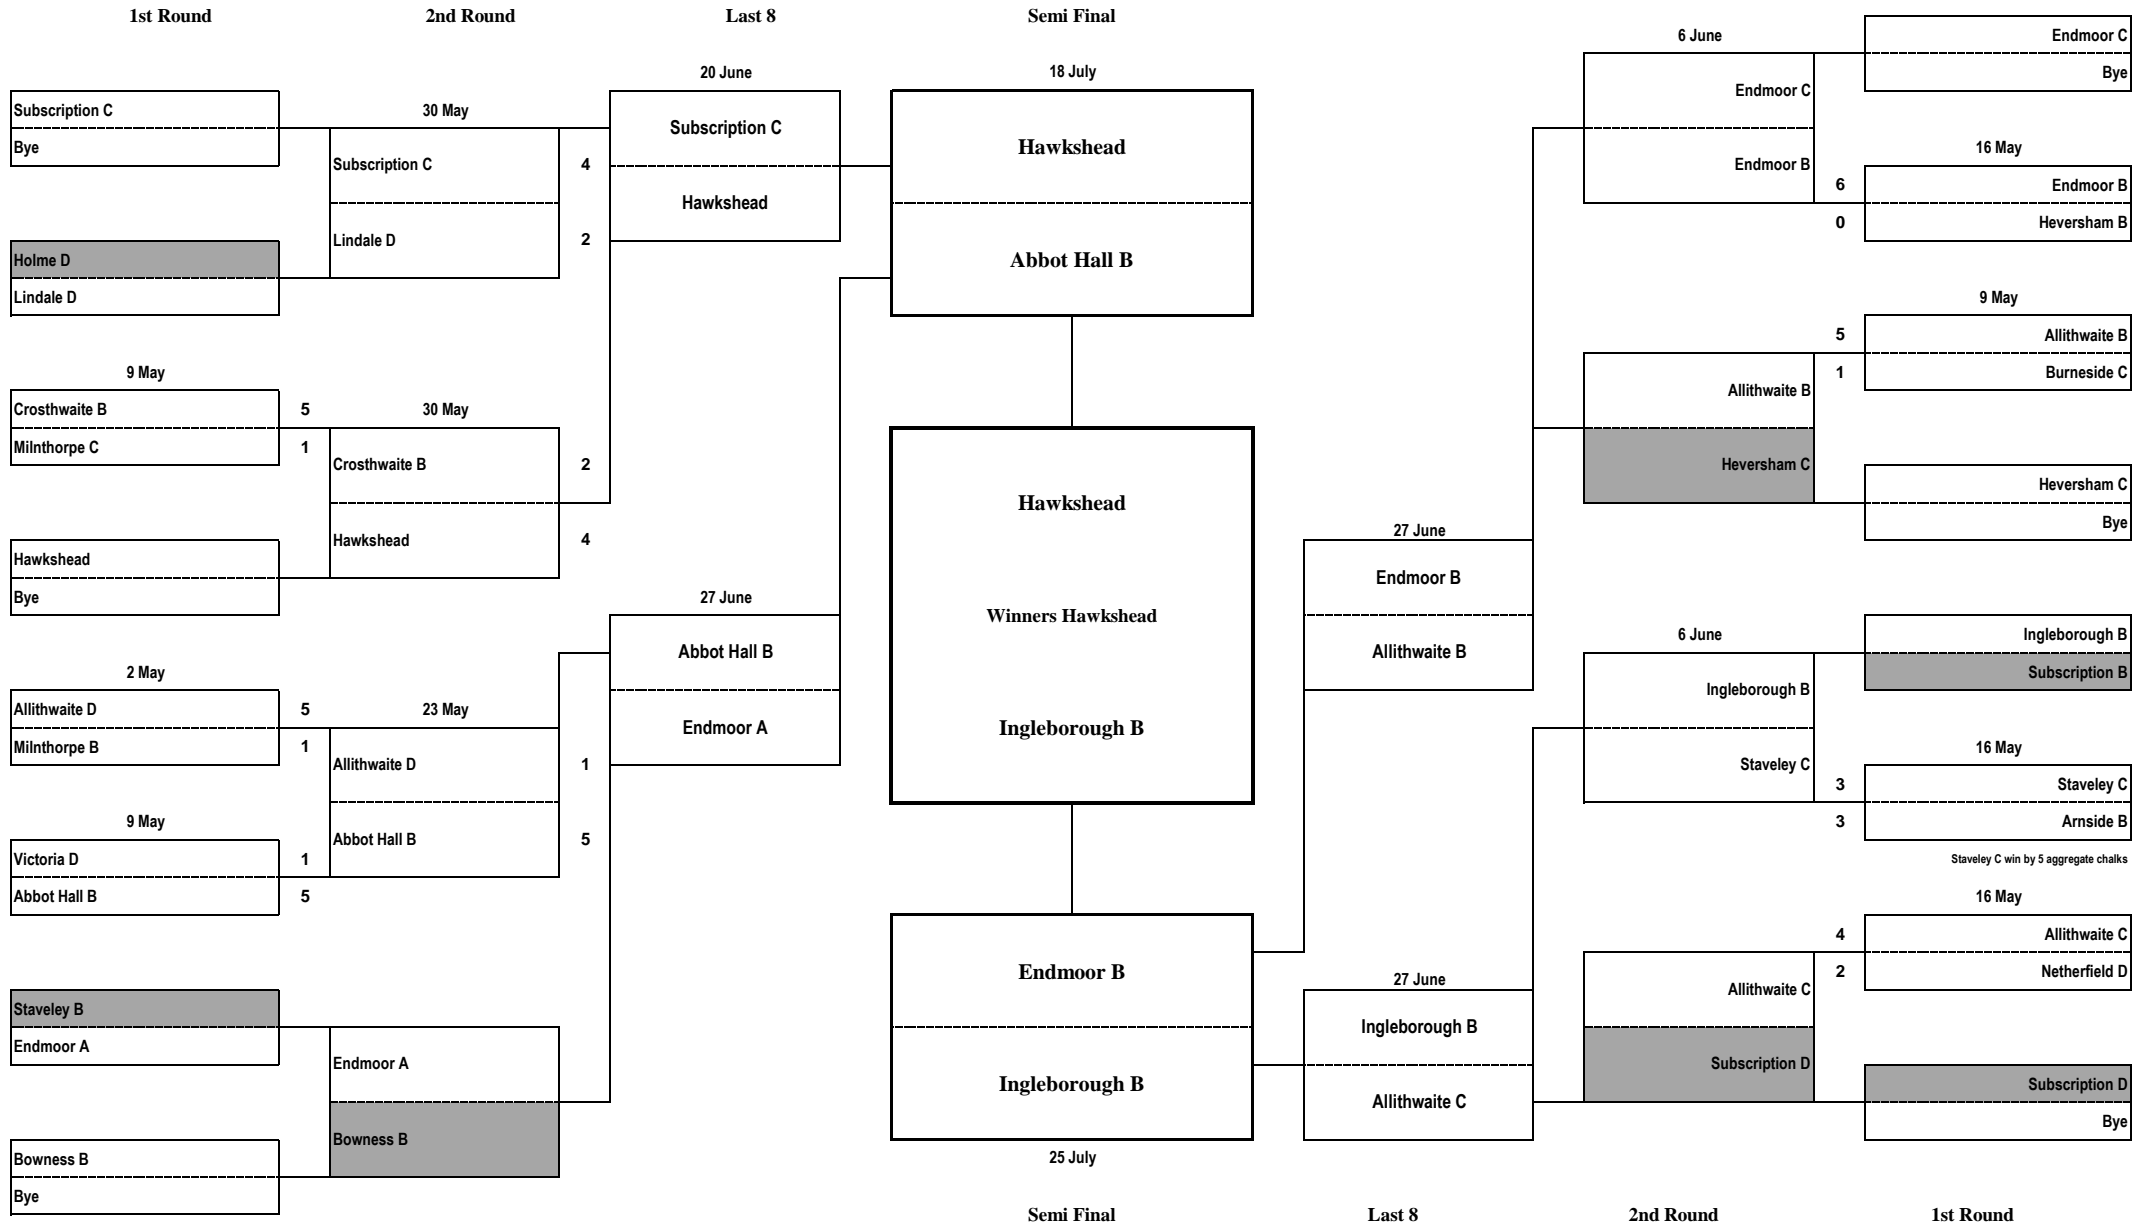 1st Round
2nd Round
Last 8
Semi Final
20 June
18 July
Subscription C
Bye
30 May
Subscription C
4
Lindale D
2
Subscription C
Hawkshead
Hawkshead
Abbot Hall B
Holme D
Lindale D
9 May
Crosthwaite B
5
Milnthorpe C
1
30 May
Crosthwaite B
2
Hawkshead
4
Hawkshead
Bye
2 May
Allithwaite D
5
Milnthorpe B
1
23 May
Allithwaite D
1
Abbot Hall B
5
9 May
Victoria D
1
Abbot Hall B
5
27 June
Abbot Hall B
Endmoor A
Staveley B
Endmoor A
Endmoor A
Bowness B
Bowness B
Bye
Hawkshead
Winners Hawkshead
Ingleborough B
Endmoor B
Ingleborough B
25 July
Semi Final
Last 8
2nd Round
1st Round
27 June
Endmoor B
Allithwaite B
27 June
Ingleborough B
Allithwaite C
6 June
Endmoor C
Endmoor B
Endmoor C
Bye
16 May
6
Endmoor B
0
Heversham B
9 May
5
Allithwaite B
1
Burneside C
Allithwaite B
Heversham C
Heversham C
Bye
6 June
Ingleborough B
Staveley C
Ingleborough B
Subscription B
16 May
3
Staveley C
3
Arnside B
Staveley C win by 5 aggregate chalks
16 May
4
Allithwaite C
2
Netherfield D
Allithwaite C
Subscription D
Subscription D
Bye